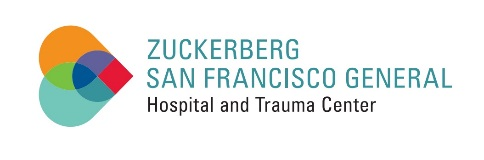 ZUCKERBERG
SAN FRANCISCO GENERAL
Hospital and Trauma Center